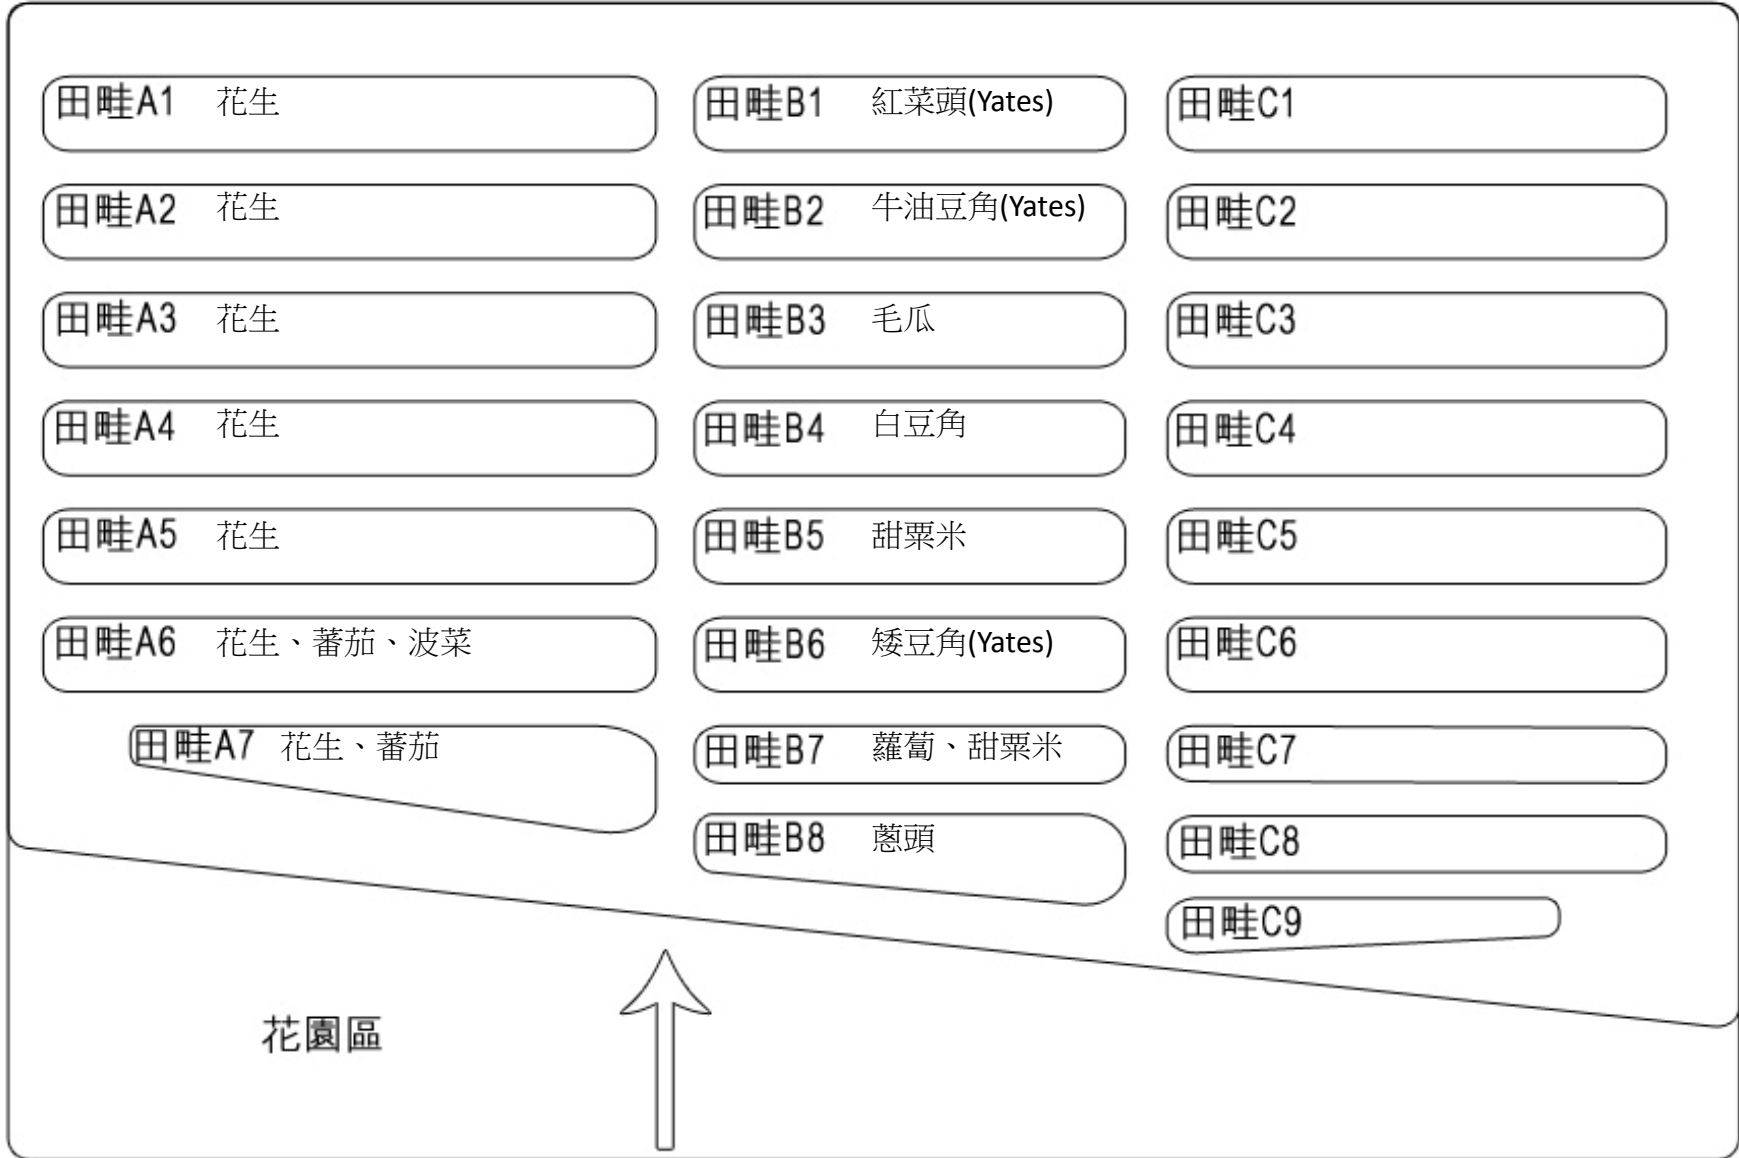 田畦A1 花生
田畦B1 紅菜頭(Yates)
田畦C1
田畦A2 花生
田畦B2 牛油豆角(Yates)
田畦C2
田畦A3 花生
田畦B3 毛瓜
田畦C3
田畦A4 花生
田畦B4 白豆角
田畦C4
田畦A5 花生
田畦B5 甜粟米
田畦C5
田畦A6 花生、蕃茄、波菜
田畦B6 矮豆角(Yates)
田畦C6
田畦A7 花生、蕃茄
田畦B7 蘿蔔、甜粟米
田畦C7
田畦B8 蔥頭
田畦C8
田畦C9
花園區